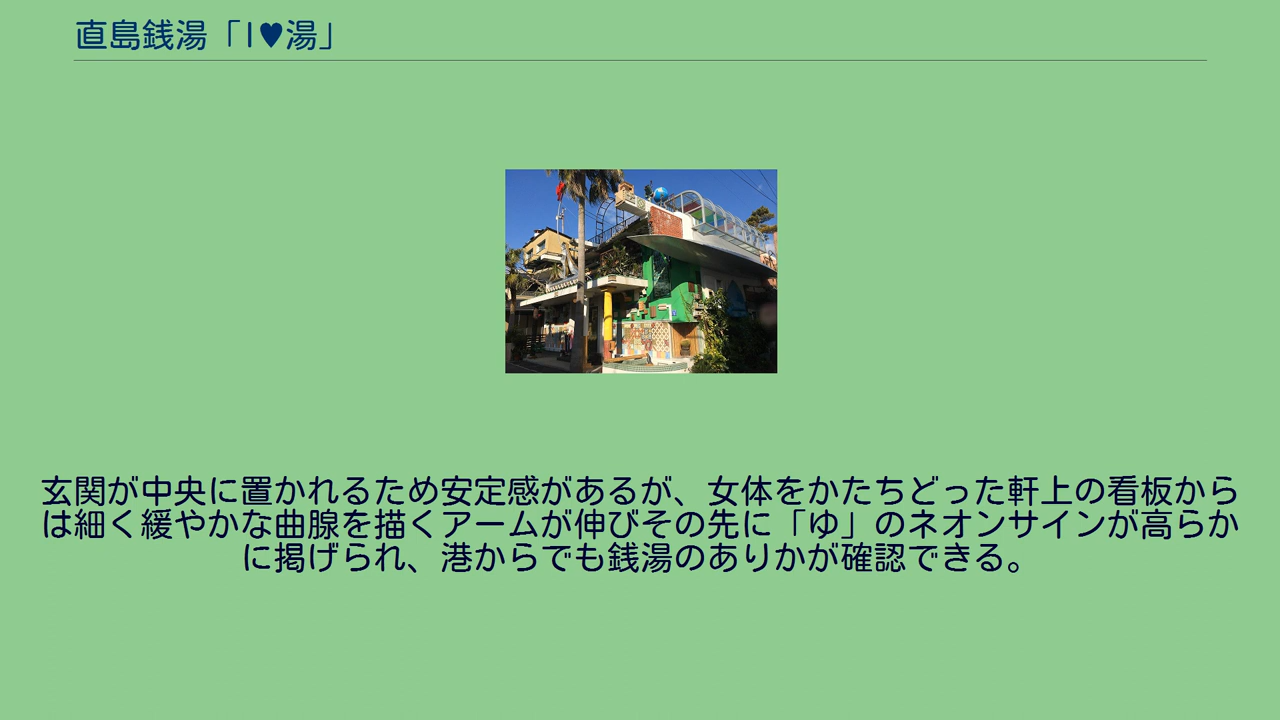 直島銭湯「I♥湯」
玄関が中央に置かれるため安定感があるが、女体をかたちどった軒上の看板から
は細く緩やかな曲腺を描くアームが伸びその先に「ゆ」のネオンサインが高らか
に掲げられ、港からでも銭湯のありかが確認できる。